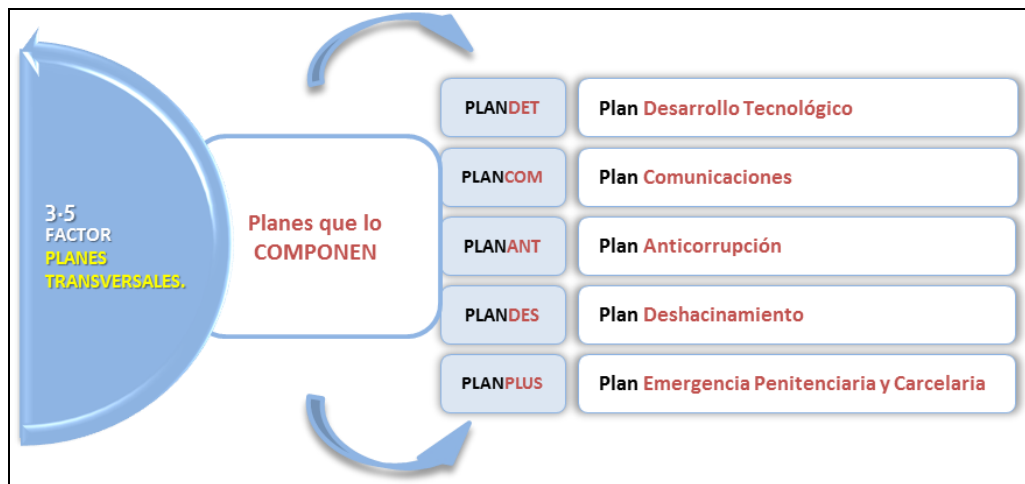 3.5
FACTOR
PLANES
TRANSVERSALES.
Planes que lo
COMPONEN
PLANDET
Plan Desarrollo Tecnológico
PLANCOM
Plan Comunicaciones
PLANANT
Plan Anticorrupción
PLANDES
Plan Deshacinamiento
PLANPLUS
Plan Emergencia Penitenciaria y Carcelaria